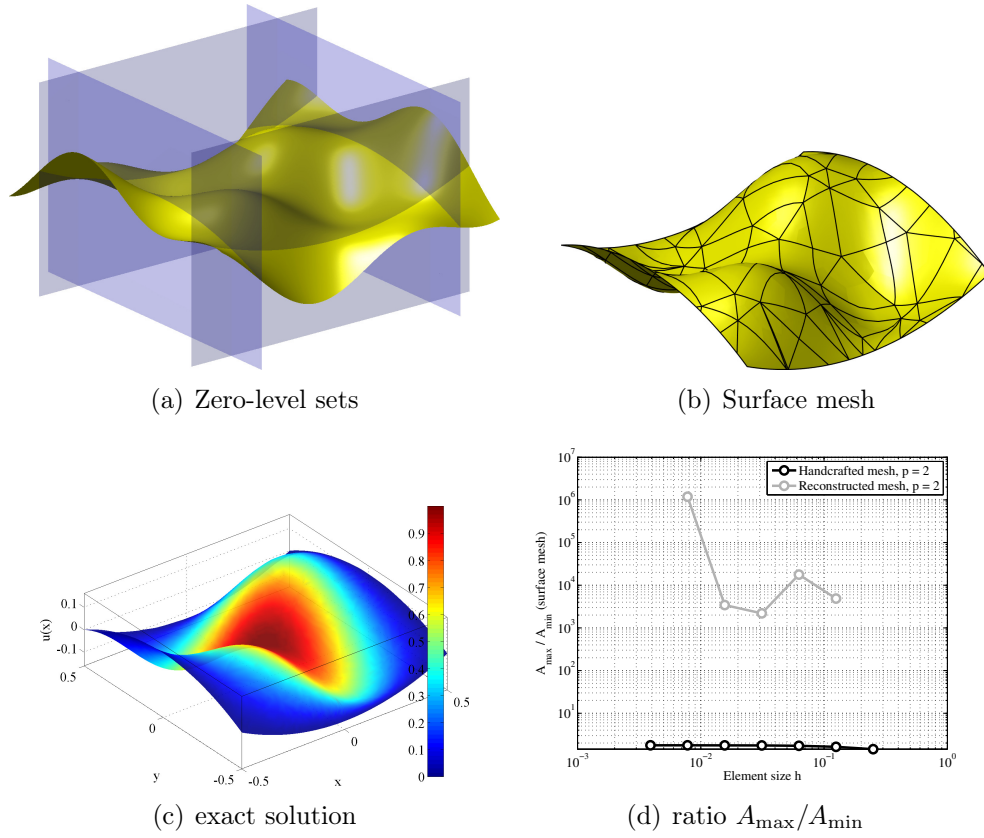 (a) Zero-level sets
(b) Surface mesh
0.1
0
-0.1
u(x)
0.5
0
-0.5
y
-0.5
0
0.5
x
0.9
0.8
0.7
0.6
0.5
0.4
0.3
0.2
0.1
0
(c) exact solution
10^7
10^6
10^5
10^4
10^3
10^2
10^1
A_max / A_min (surface mesh)
Handcrafted mesh, p = 2
Reconstructed mesh, p = 2
10^-3
10^-2
10^-1
10^0
Element size h
(d) ratio A_max/A_min